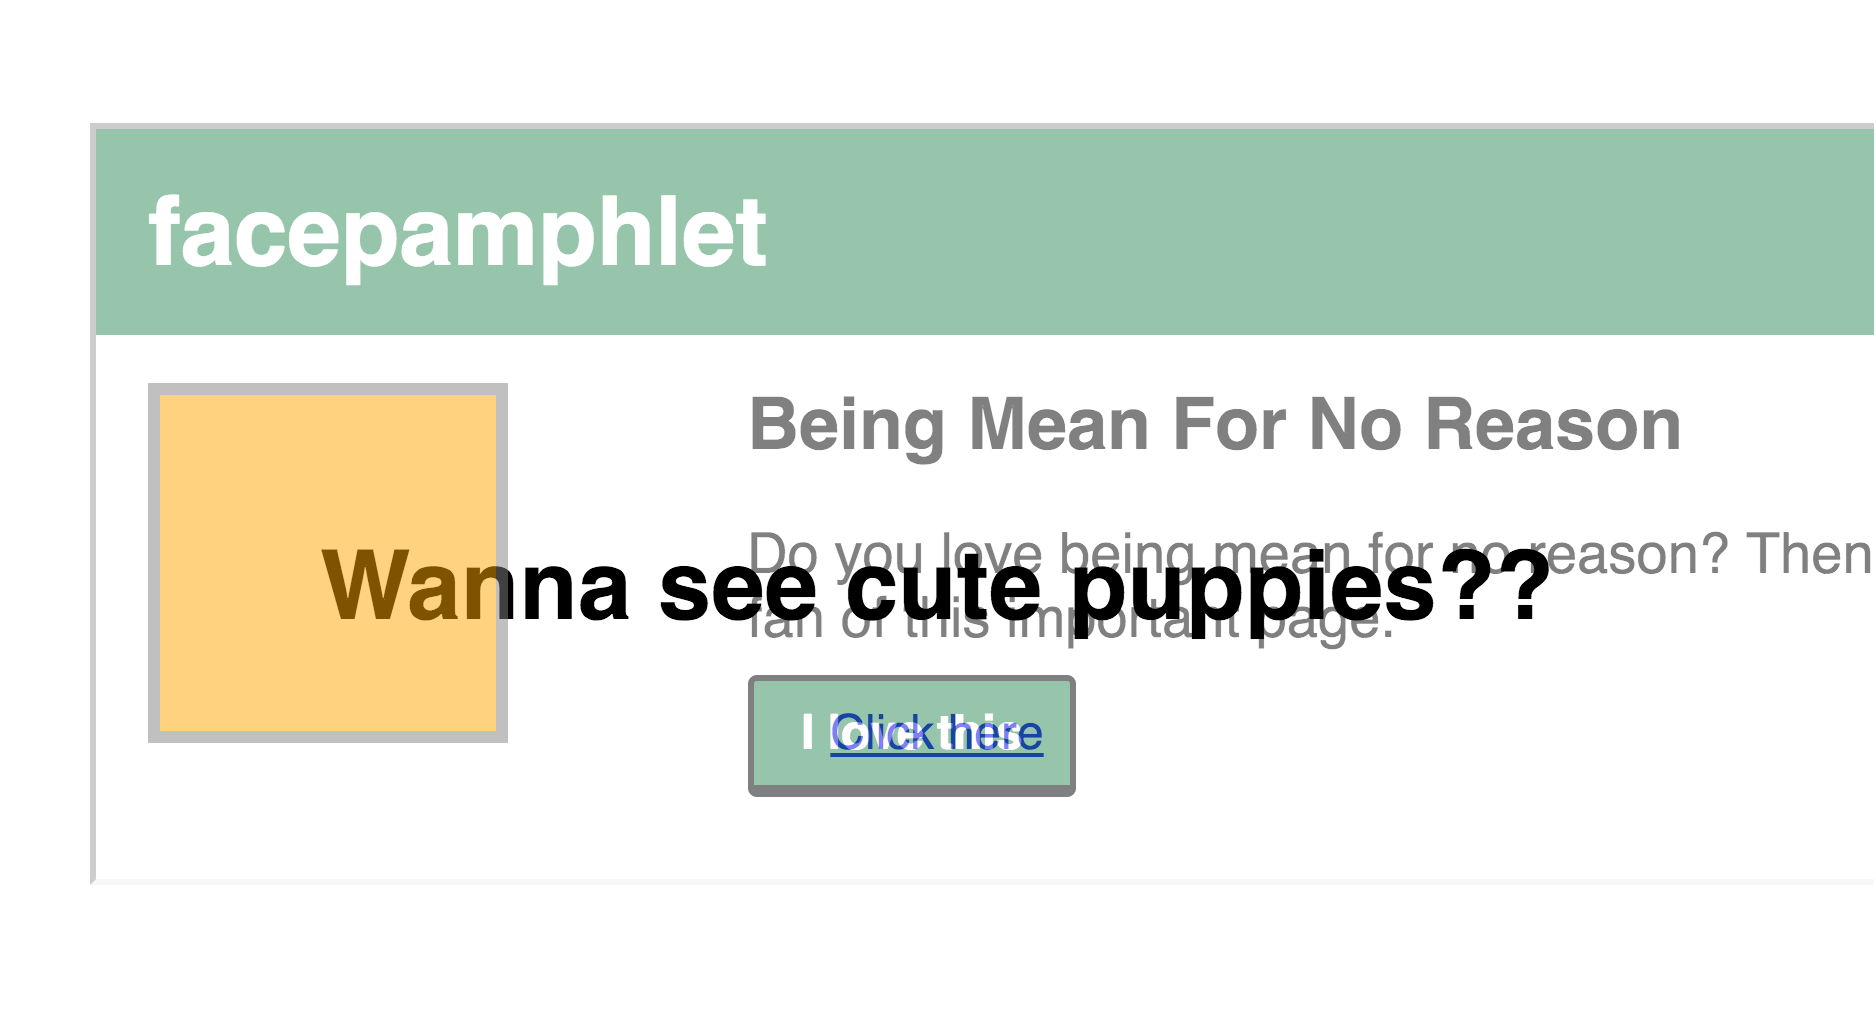 facepamphlet
Being Mean For No Reason
Do you love being mean for no reason? Then
Wanna see cute puppies??
fan of this important page.
I love this
Click here